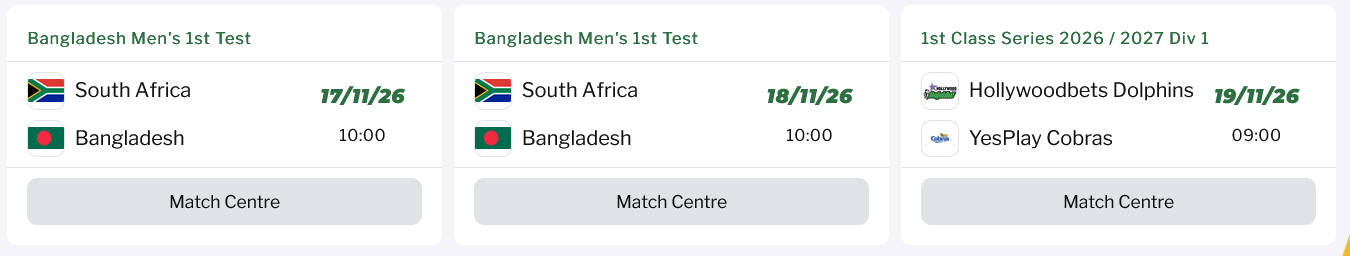 Bangladesh Men's 1st Test
South Africa
17/11/26
Bangladesh
10:00
Match Centre
Bangladesh Men's 1st Test
South Africa
18/11/26
Bangladesh
10:00
Match Centre
1st Class Series 2026 / 2027 Div 1
Hollywoodbets Dolphins
19/11/26
YesPlay Cobras
09:00
Match Centre